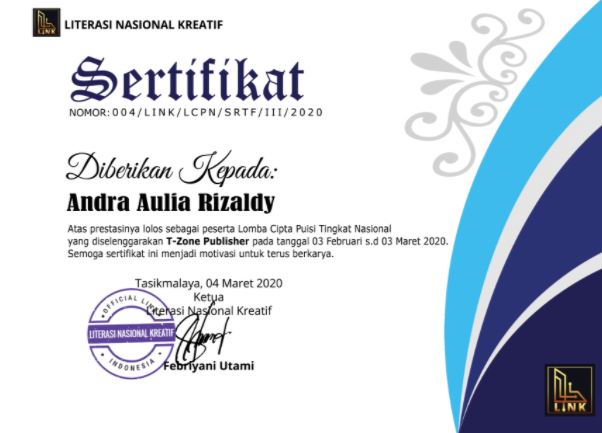 LINK
LITERASI NASIONAL KREATIF
Sertifikat
NOMOR:004/LINK/LCPN/SRTF/III/2020
Diberikan Kepada:
Andra Aulia Rizaldy
Atas prestasinya lolos sebagai peserta Lomba Cipta Puisi Tingkat Nasional
yang diselenggarakan T-Zone Publisher pada tanggal 03 Februari s.d 03 Maret 2020.
Semoga sertifikat ini menjadi motivasi untuk terus berkarya.
Tasikmalaya, 04 Maret 2020
Ketua
Literasi Nasional Kreatif
OFFICIAL LINK
LITERASI NASIONAL KREATIF
INDONESIA
Febriyani Utami
LINK